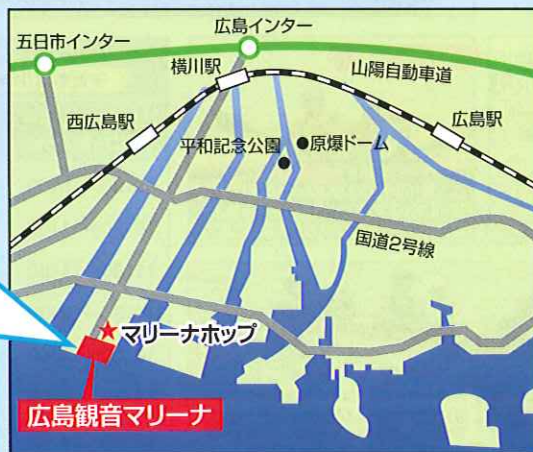 広島インター
五日市インター
横川駅
山陽自動車道
西広島駅
広島駅
平和記念公園
原爆ドーム
国道2号線
マリーナホップ
広島観音マリーナ